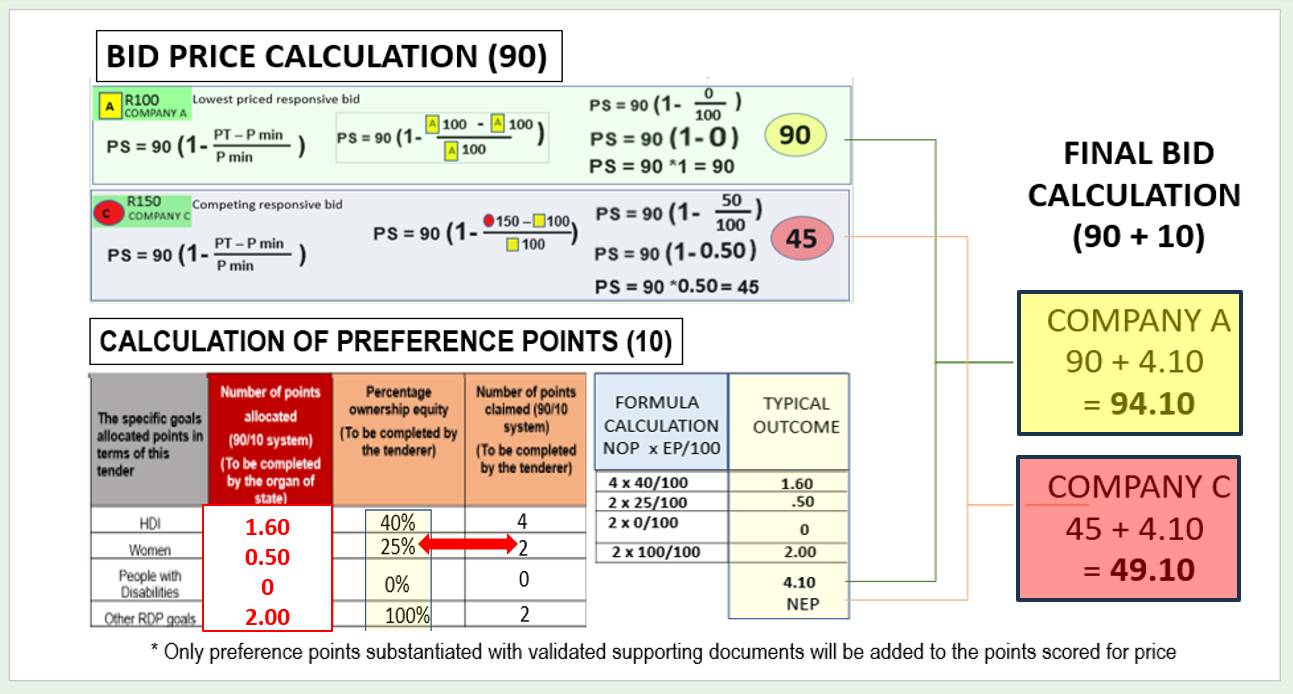 BID PRICE CALCULATION (90)
A R100 Lowest priced responsive bid
COMPANY A
PS = 90 (1- PT – P min / P min )
PS = 90 (1- A 100 - A 100 / A 100 )
PS = 90 (1- 0 / 100 )
PS = 90 (1- 0)
PS = 90 *1 = 90
90
C R150 Competing responsive bid
COMPANY C
PS = 90 (1- PT – P min / P min )
PS = 90 (1- 150 – 100 / 100 )
PS = 90 (1- 50 / 100 )
PS = 90 (1-0.50)
PS = 90 *0.50 = 45
45
CALCULATION OF PREFERENCE POINTS (10)
The specific goals
allocated points in
terms of this
tender
Number of points
allocated
(90/10 system)
(To be completed
by the organ of
state)
Percentage
ownership equity
(To be completed by
the tenderer)
Number of points
claimed (90/10
system)
(To be completed
by the tenderer)
HDI 1.60 40% 4
Women 0.50 25% 2
People with
Disabilities 0 0% 0
Other RDP goals 2.00 100% 2
FORMULA
CALCULATION
NOP x EP/100
TYPICAL
OUTCOME
4 x 40/100 1.60
2 x 25/100 .50
2 x 0/100 0
2 x 100/100 2.00
4.10
NEP
FINAL BID
CALCULATION
(90 + 10)
COMPANY A
90 + 4.10
= 94.10
COMPANY C
45 + 4.10
= 49.10
* Only preference points substantiated with validated supporting documents will be added to the points scored for price